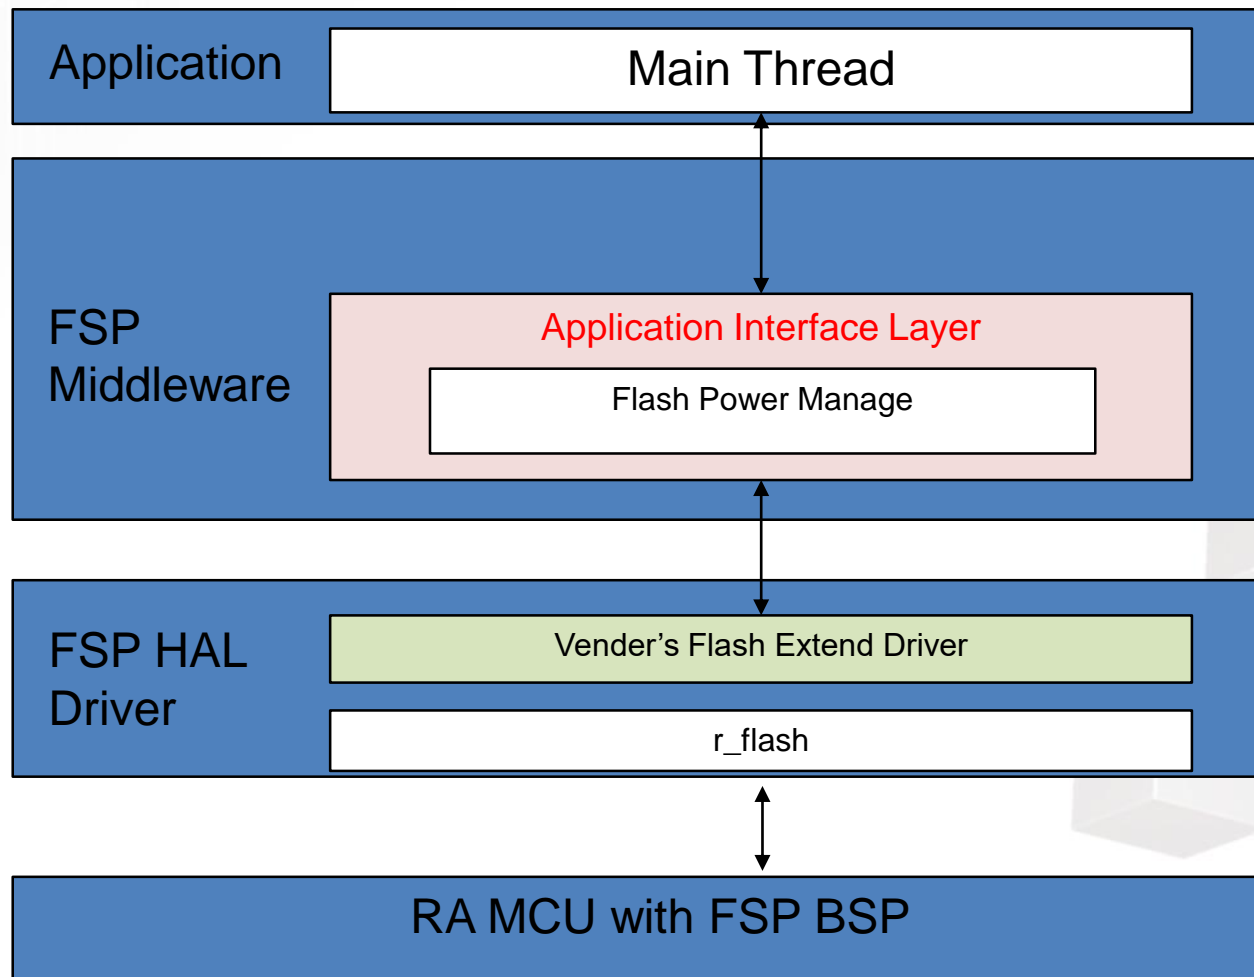 Application
Main Thread
FSP
Middleware
Application Interface Layer
Flash Power Manage
FSP HAL
Driver
Vender’s Flash Extend Driver
r_flash
RA MCU with FSP BSP